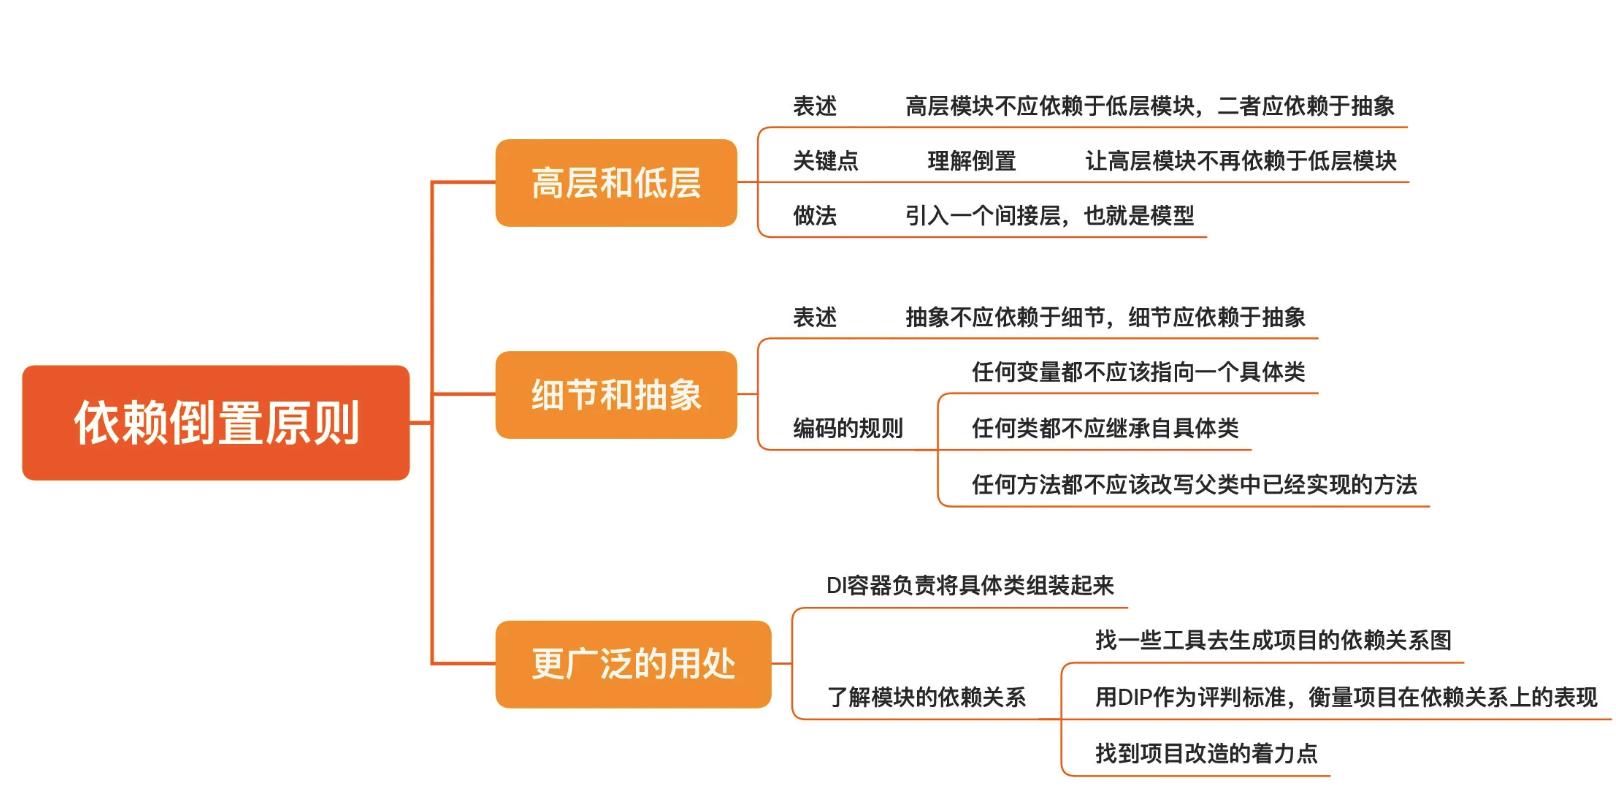 依赖倒置原则
高层和低层
表述 高层模块不应依赖于低层模块，二者应依赖于抽象
关键点 理解倒置 让高层模块不再依赖于低层模块
做法 引入一个间接层，也就是模型
细节和抽象
表述 抽象不应依赖于细节，细节应依赖于抽象
编码的规则
任何变量都不应该指向一个具体类
任何类都不应继承自具体类
任何方法都不应该改写父类中已经实现的方法
更广泛的用处
DI容器负责将具体类组装起来
了解模块的依赖关系
找一些工具去生成项目的依赖关系图
用DIP作为评判标准，衡量项目在依赖关系上的表现
找到项目改造的着力点